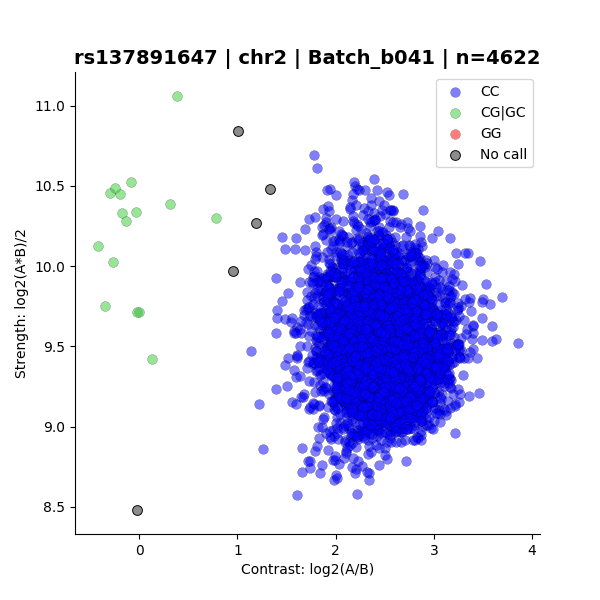 rs137891647 | chr2 | Batch_b041 | n=4622
CC
CG|GC
GG
No call
11.0
10.5
10.0
9.5
9.0
8.5
Strength: log2(A*B)/2
0 1 2 3 4
Contrast: log2(A/B)